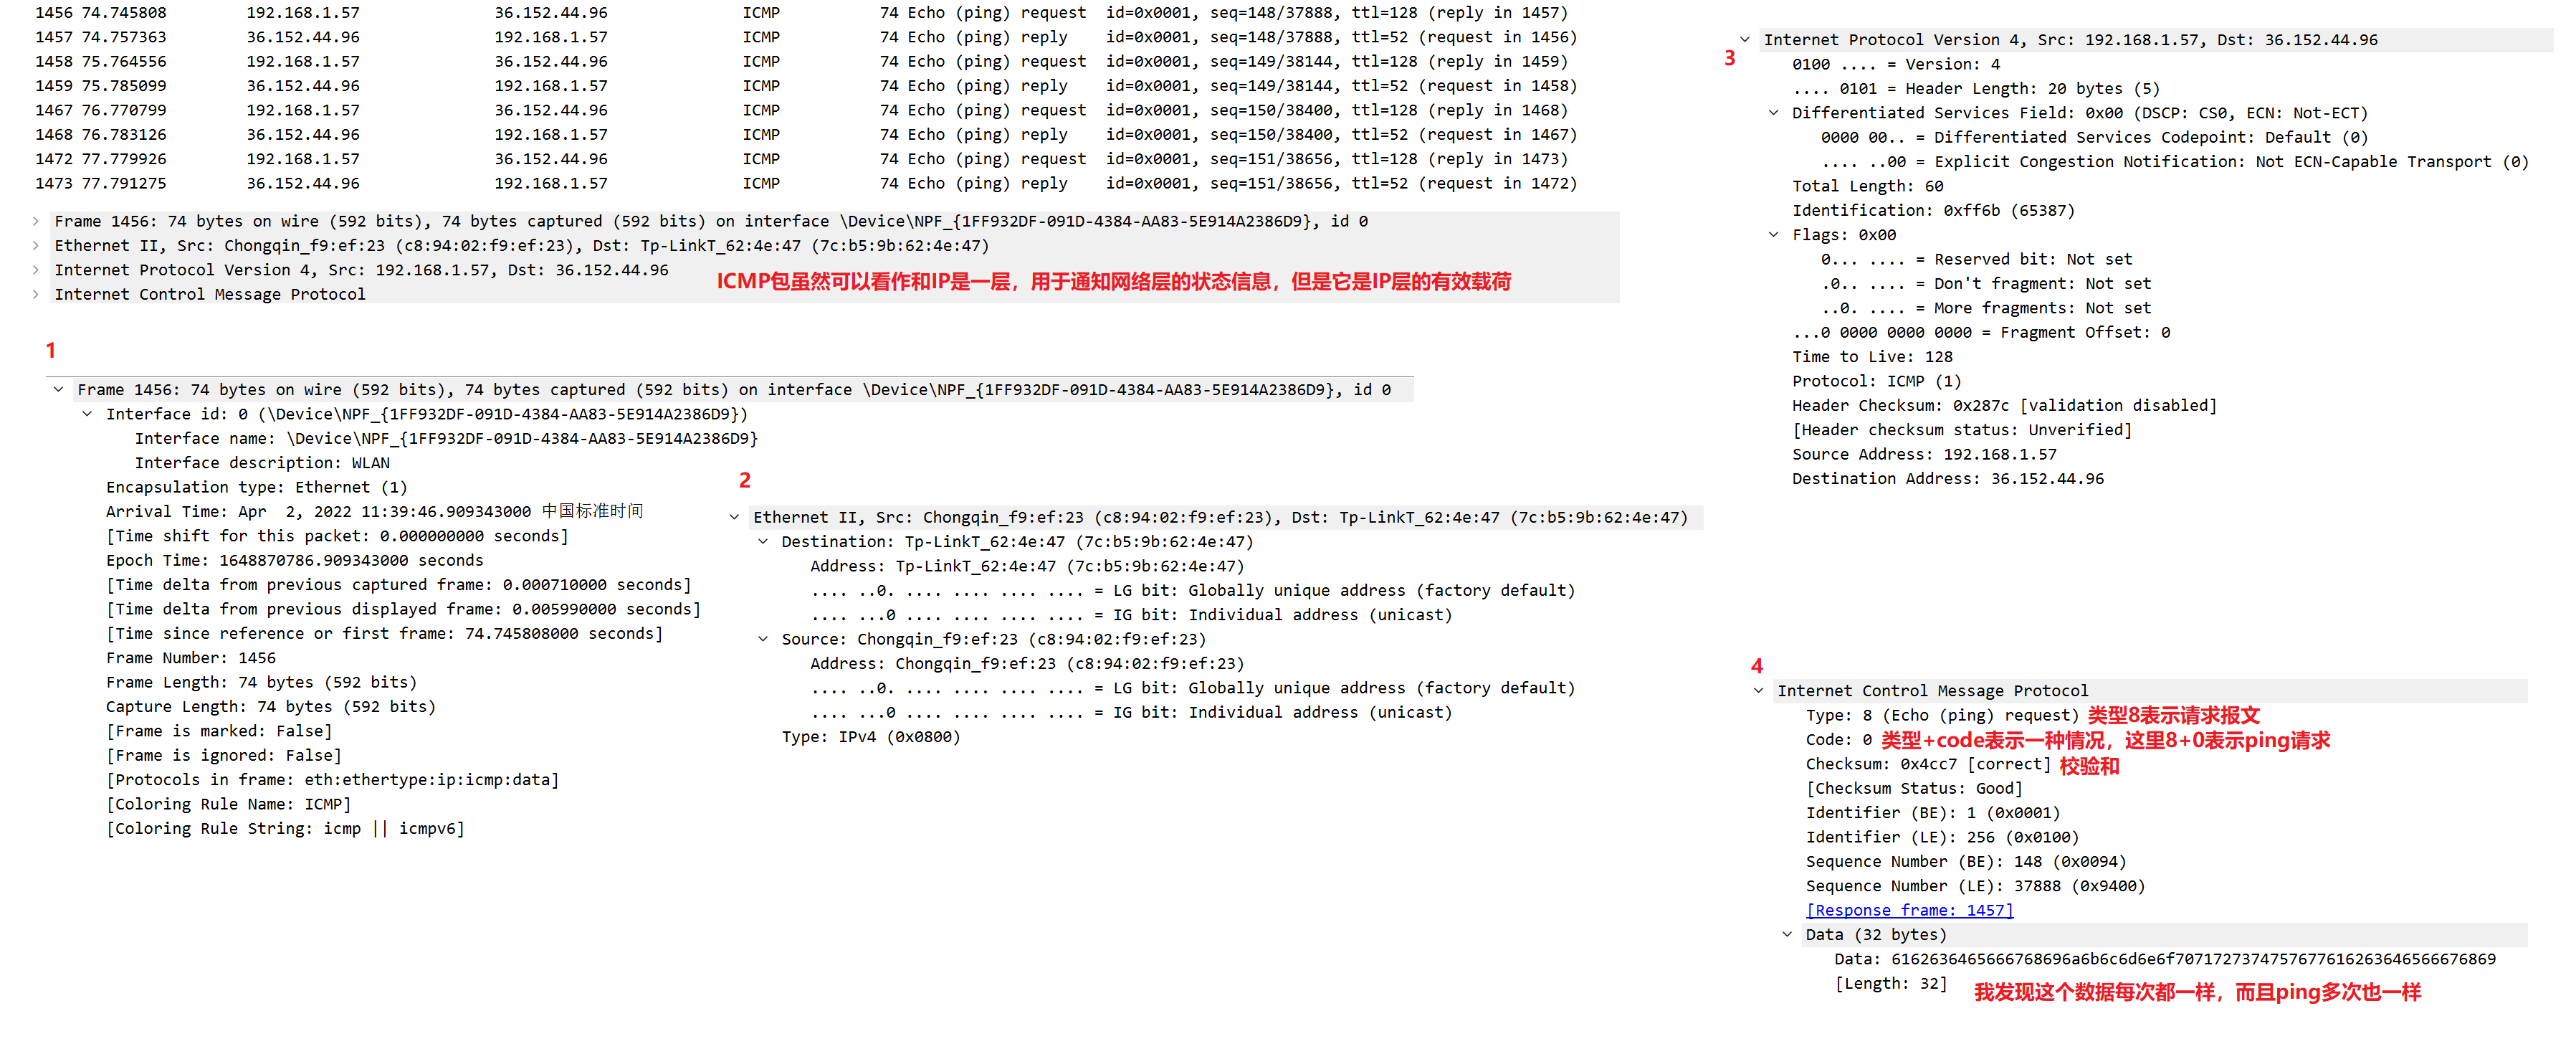 1456 74.745808 192.168.1.57 36.152.44.96 ICMP 74 Echo (ping) request id=0x0001, seq=148/37888, ttl=128 (reply in 1457)
1457 74.757363 36.152.44.96 192.168.1.57 ICMP 74 Echo (ping) reply id=0x0001, seq=148/37888, ttl=52 (request in 1456)
1458 75.764556 192.168.1.57 36.152.44.96 ICMP 74 Echo (ping) request id=0x0001, seq=149/38144, ttl=128 (reply in 1459)
1459 75.785099 36.152.44.96 192.168.1.57 ICMP 74 Echo (ping) reply id=0x0001, seq=149/38144, ttl=52 (request in 1458)
1467 76.770799 192.168.1.57 36.152.44.96 ICMP 74 Echo (ping) request id=0x0001, seq=150/38400, ttl=128 (reply in 1468)
1468 76.783126 36.152.44.96 192.168.1.57 ICMP 74 Echo (ping) reply id=0x0001, seq=150/38400, ttl=52 (request in 1467)
1472 77.779926 192.168.1.57 36.152.44.96 ICMP 74 Echo (ping) request id=0x0001, seq=151/38656, ttl=128 (reply in 1473)
1473 77.791275 36.152.44.96 192.168.1.57 ICMP 74 Echo (ping) reply id=0x0001, seq=151/38656, ttl=52 (request in 1472)
Frame 1456: 74 bytes on wire (592 bits), 74 bytes captured (592 bits) on interface \Device\NPF_{1FF932DF-091D-4384-AA83-5E914A2386D9}, id 0
Ethernet II, Src: Chongqin_f9:ef:23 (c8:94:02:f9:ef:23), Dst: Tp-LinkT_62:4e:47 (7c:b5:9b:62:4e:47)
Internet Protocol Version 4, Src: 192.168.1.57, Dst: 36.152.44.96
ICMP包虽然可以看作和IP是一层，用于通知网络层的状态信息，但是它是IP层的有效载荷
Internet Control Message Protocol
1
Frame 1456: 74 bytes on wire (592 bits), 74 bytes captured (592 bits) on interface \Device\NPF_{1FF932DF-091D-4384-AA83-5E914A2386D9}, id 0
Interface id: 0 (\Device\NPF_{1FF932DF-091D-4384-AA83-5E914A2386D9})
Interface name: \Device\NPF_{1FF932DF-091D-4384-AA83-5E914A2386D9}
Interface description: WLAN
Encapsulation type: Ethernet (1)
Arrival Time: Apr  2, 2022 11:39:46.909343000 中国标准时间
[Time shift for this packet: 0.000000000 seconds]
Epoch Time: 1648870786.909343000 seconds
[Time delta from previous captured frame: 0.000710000 seconds]
[Time delta from previous displayed frame: 0.005990000 seconds]
[Time since reference or first frame: 74.745808000 seconds]
Frame Number: 1456
Frame Length: 74 bytes (592 bits)
Capture Length: 74 bytes (592 bits)
[Frame is marked: False]
[Frame is ignored: False]
[Protocols in frame: eth:ethertype:ip:icmp:data]
[Coloring Rule Name: ICMP]
[Coloring Rule String: icmp || icmpv6]
2
Ethernet II, Src: Chongqin_f9:ef:23 (c8:94:02:f9:ef:23), Dst: Tp-LinkT_62:4e:47 (7c:b5:9b:62:4e:47)
Destination: Tp-LinkT_62:4e:47 (7c:b5:9b:62:4e:47)
Address: Tp-LinkT_62:4e:47 (7c:b5:9b:62:4e:47)
.... ..0. .... .... .... .... = LG bit: Globally unique address (factory default)
.... ...0 .... .... .... .... = IG bit: Individual address (unicast)
Source: Chongqin_f9:ef:23 (c8:94:02:f9:ef:23)
Address: Chongqin_f9:ef:23 (c8:94:02:f9:ef:23)
.... ..0. .... .... .... .... = LG bit: Globally unique address (factory default)
.... ...0 .... .... .... .... = IG bit: Individual address (unicast)
Type: IPv4 (0x0800)
3
Internet Protocol Version 4, Src: 192.168.1.57, Dst: 36.152.44.96
0100 .... = Version: 4
.... 0101 = Header Length: 20 bytes (5)
Differentiated Services Field: 0x00 (DSCP: CS0, ECN: Not-ECT)
0000 00.. = Differentiated Services Codepoint: Default (0)
.... ..00 = Explicit Congestion Notification: Not ECN-Capable Transport (0)
Total Length: 60
Identification: 0xff6b (65387)
Flags: 0x00
0... .... = Reserved bit: Not set
.0.. .... = Don't fragment: Not set
..0. .... = More fragments: Not set
...0 0000 0000 0000 = Fragment Offset: 0
Time to Live: 128
Protocol: ICMP (1)
Header Checksum: 0x287c [validation disabled]
[Header checksum status: Unverified]
Source Address: 192.168.1.57
Destination Address: 36.152.44.96
4
Internet Control Message Protocol
Type: 8 (Echo (ping) request) 类型8表示请求报文
Code: 0 类型+code表示一种情况，这里8+0表示ping请求
Checksum: 0x4cc7 [correct] 校验和
[Checksum Status: Good]
Identifier (BE): 1 (0x0001)
Identifier (LE): 256 (0x0100)
Sequence Number (BE): 148 (0x0094)
Sequence Number (LE): 37888 (0x9400)
[Response frame: 1457]
Data (32 bytes)
Data: 6162636465666768696a6b6c6d6e6f7071727374757677616263646566676869
[Length: 32]
我发现这个数据每次都一样，而且ping多次也一样